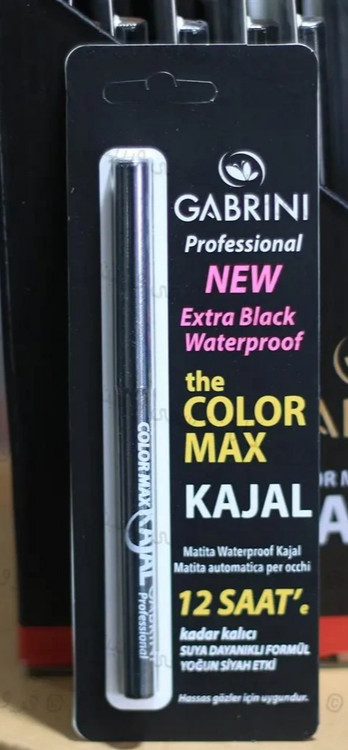 GABRINI
Professional
NEW
Extra Black
Waterproof
the
COLOR
MAX
KAJAL
Matita Waterproof Kajal
Matita automatica per occhi
12 SAAT'e
kadar kalıcı
SUYA DAYANIKLI FORMÜL
YOĞUN SİYAH ETKİ
Hassas gözler için uygundur.
COLOR MAX KAJAL
Professional